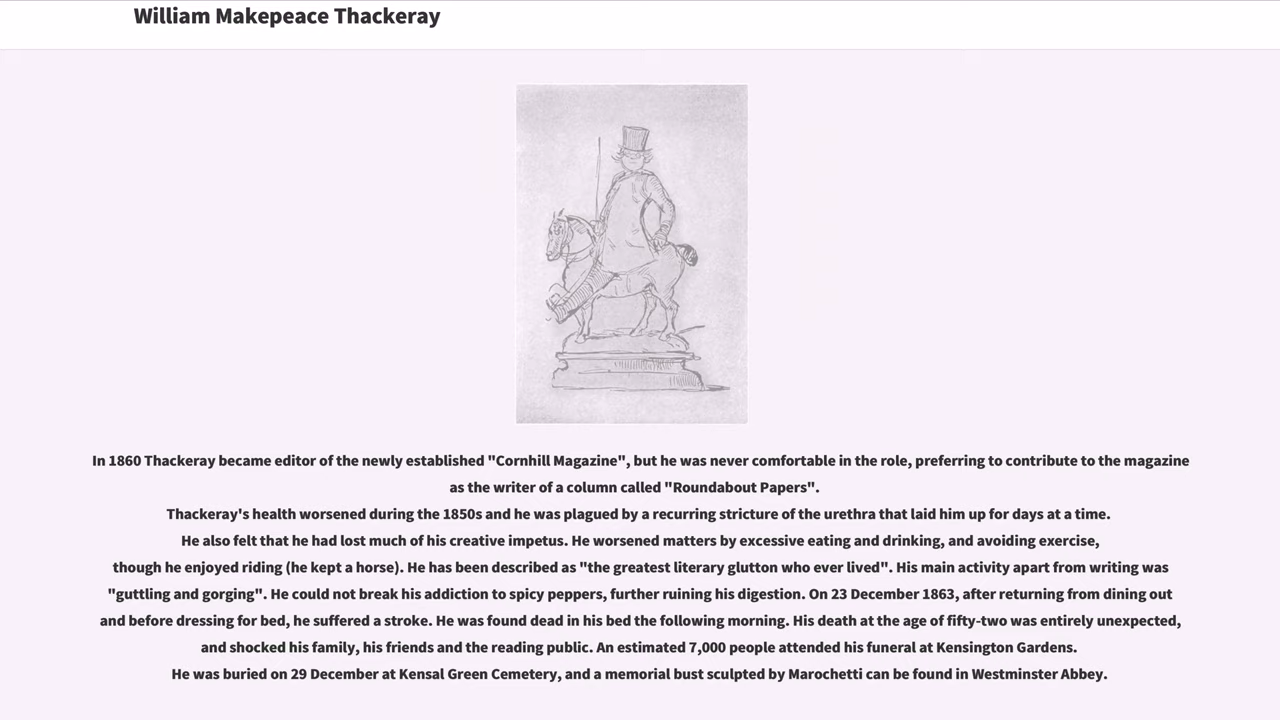 William Makepeace Thackeray
In 1860 Thackeray became editor of the newly established "Cornhill Magazine", but he was never comfortable in the role, preferring to contribute to the magazine
as the writer of a column called "Roundabout Papers".
Thackeray's health worsened during the 1850s and he was plagued by a recurring stricture of the urethra that laid him up for days at a time.
He also felt that he had lost much of his creative impetus. He worsened matters by excessive eating and drinking, and avoiding exercise,
though he enjoyed riding (he kept a horse). He has been described as "the greatest literary glutton who ever lived". His main activity apart from writing was
"guttling and gorging". He could not break his addiction to spicy peppers, further ruining his digestion. On 23 December 1863, after returning from dining out
and before dressing for bed, he suffered a stroke. He was found dead in his bed the following morning. His death at the age of fifty-two was entirely unexpected,
and shocked his family, his friends and the reading public. An estimated 7,000 people attended his funeral at Kensington Gardens.
He was buried on 29 December at Kensal Green Cemetery, and a memorial bust sculpted by Marochetti can be found in Westminster Abbey.